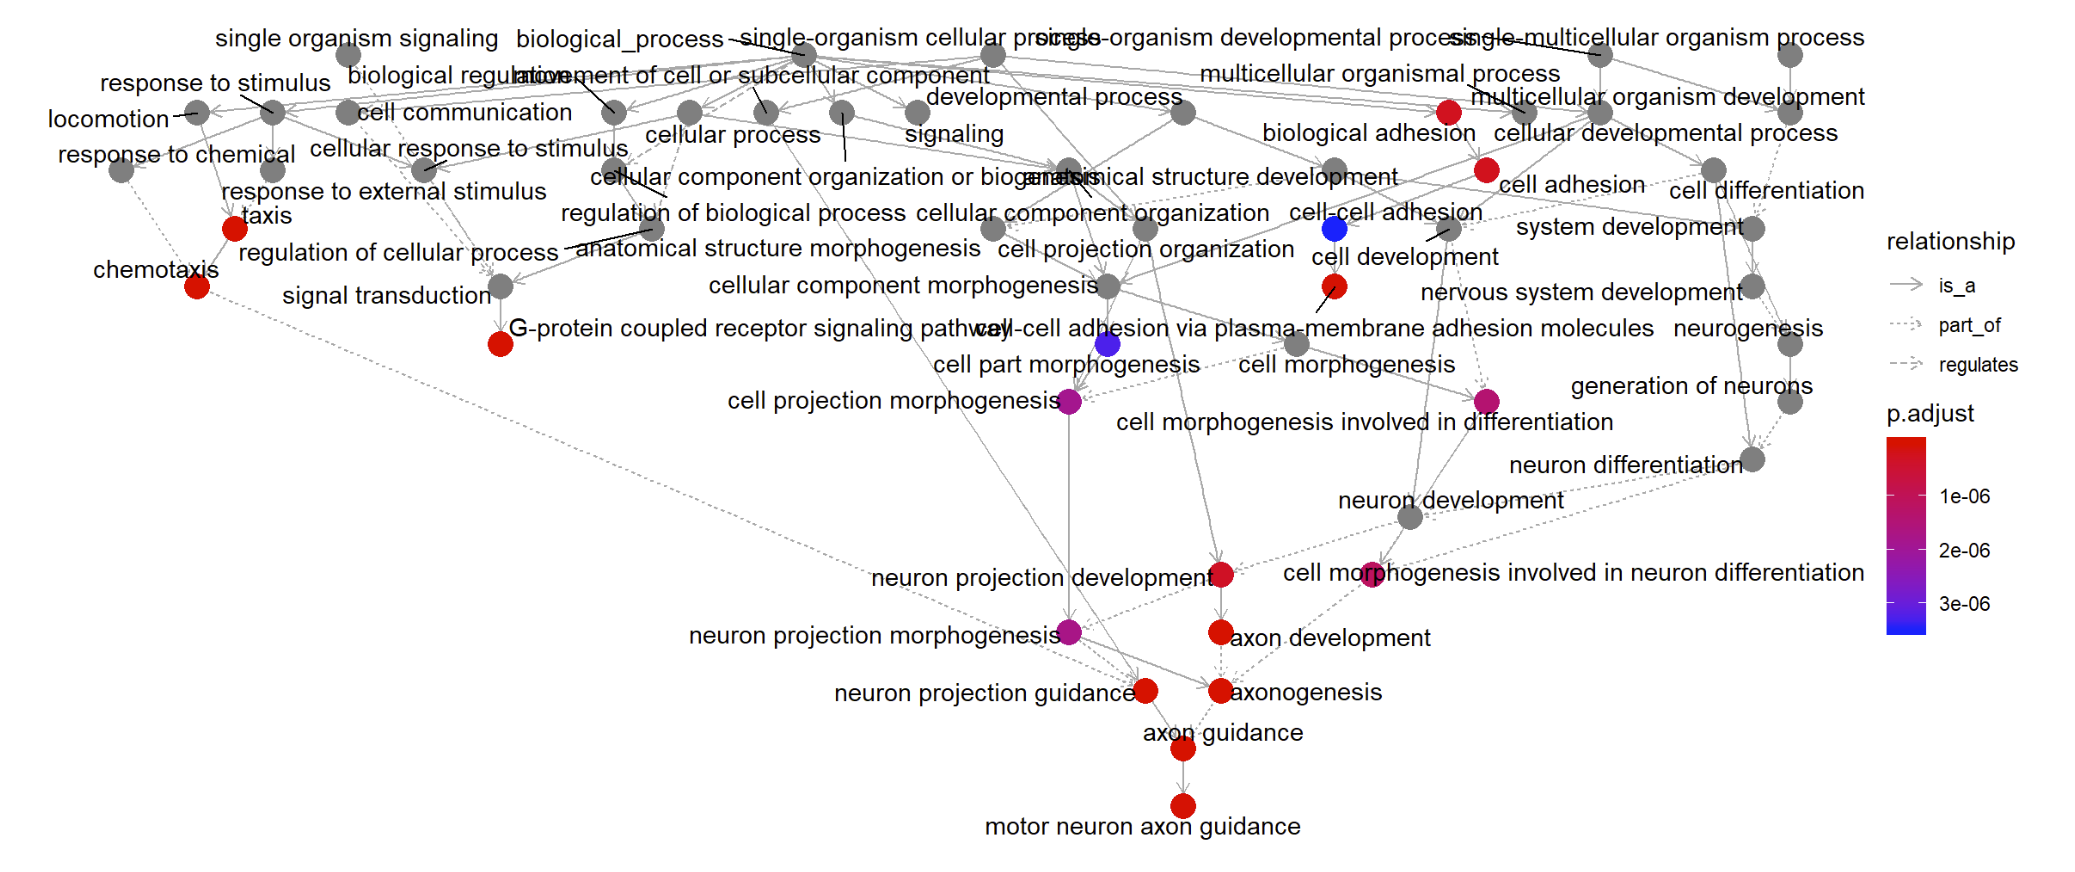 single organism signaling
biological_process
single-organism cellular process
single-organism developmental process
single-multicellular organism process
response to stimulus
biological regulation
movement of cell or subcellular component
multicellular organismal process
locomotion
cell communication
developmental process
multicellular organism development
cellular process
signaling
biological adhesion
cellular developmental process
response to chemical
cellular response to stimulus
response to external stimulus
cellular component organization or biogenesis
anatomical structure development
cell adhesion
cell differentiation
taxis
regulation of biological process
cellular component organization
cell-cell adhesion
system development
regulation of cellular process
anatomical structure morphogenesis
cell projection organization
cell development
chemotaxis
signal transduction
cellular component morphogenesis
nervous system development
G-protein coupled receptor signaling pathway
cell-cell adhesion via plasma-membrane adhesion molecules
neurogenesis
cell part morphogenesis
cell morphogenesis
generation of neurons
cell projection morphogenesis
cell morphogenesis involved in differentiation
neuron differentiation
neuron development
neuron projection development
cell morphogenesis involved in neuron differentiation
neuron projection morphogenesis
axon development
neuron projection guidance
axonogenesis
axon guidance
motor neuron axon guidance
relationship
is_a
part_of
regulates
p.adjust
1e-06
2e-06
3e-06